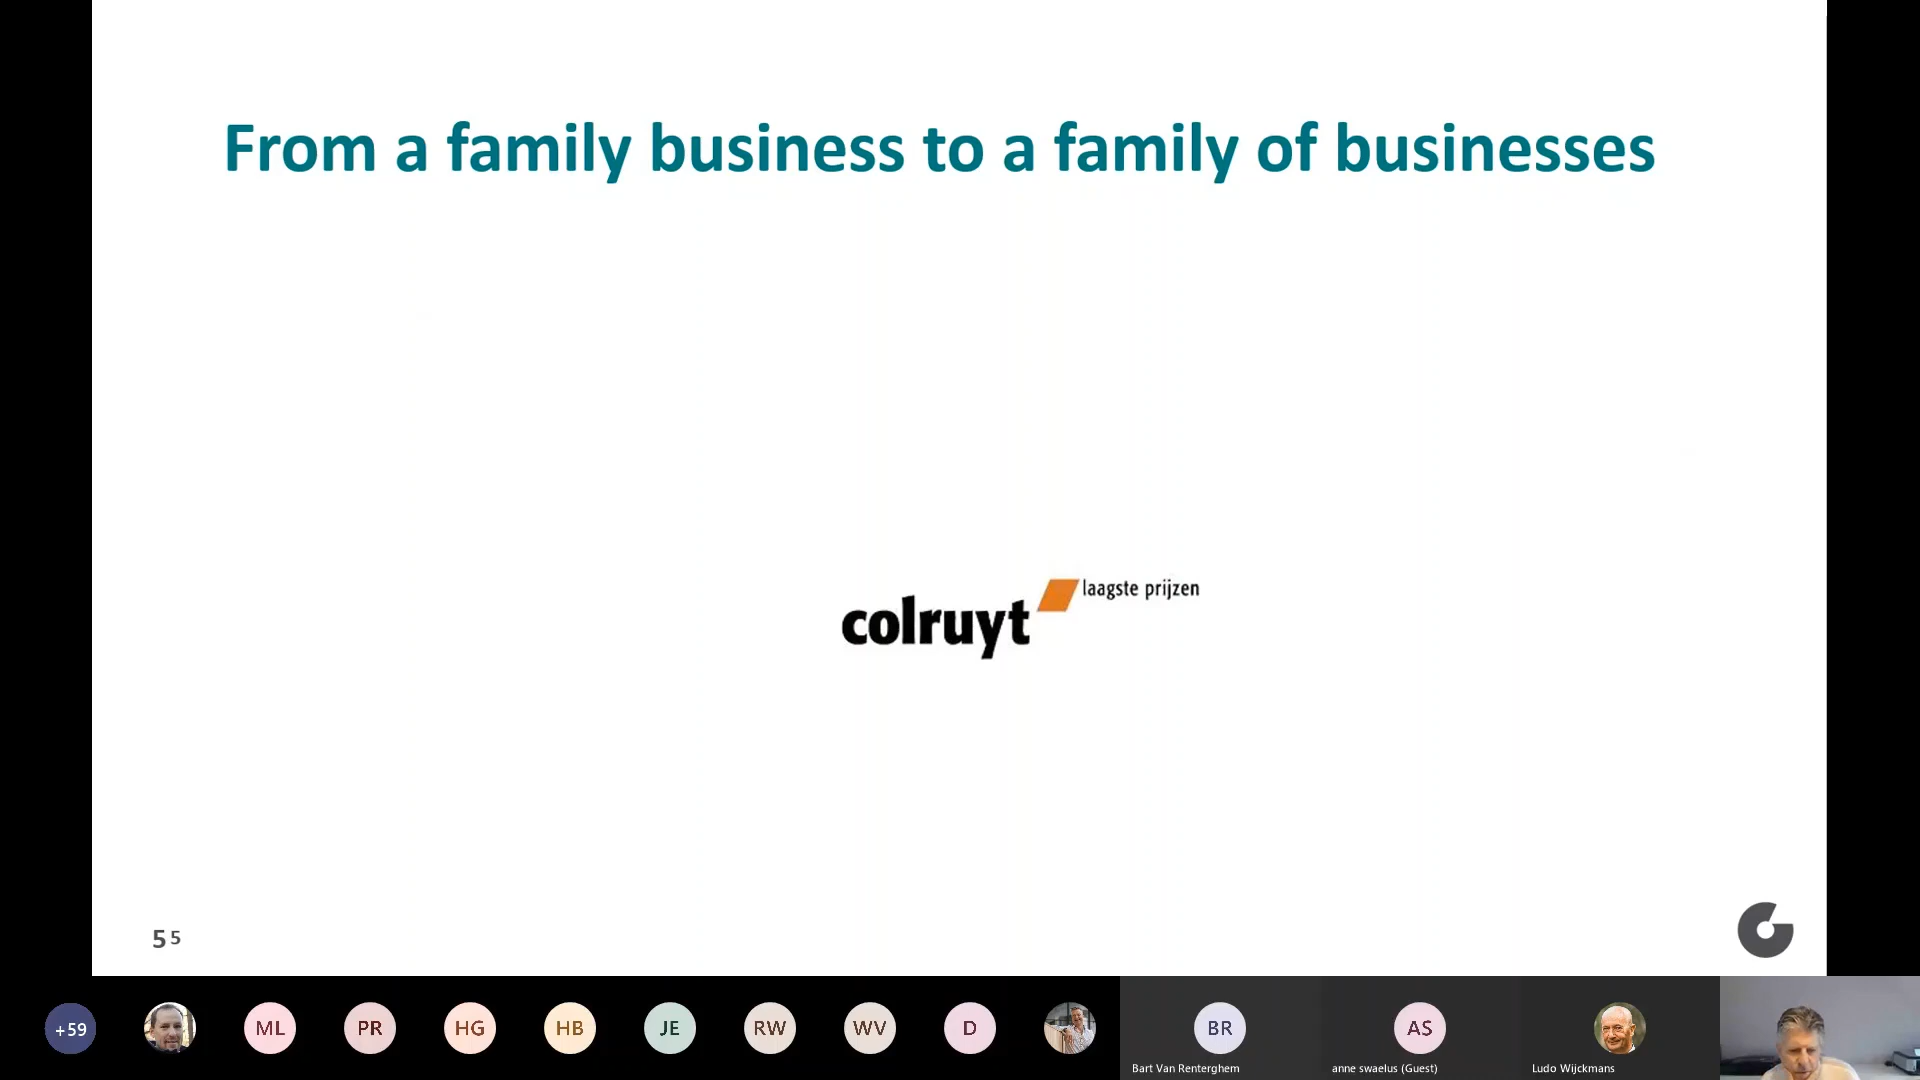 From a family business to a family of businesses
laagste prijzen
colruyt
5 5
+59
ML
PR
HG
HB
JE
RW
WV
D
BR
AS
Bart Van Renterghem
anne swaelus (Guest)
Ludo Wijckmans